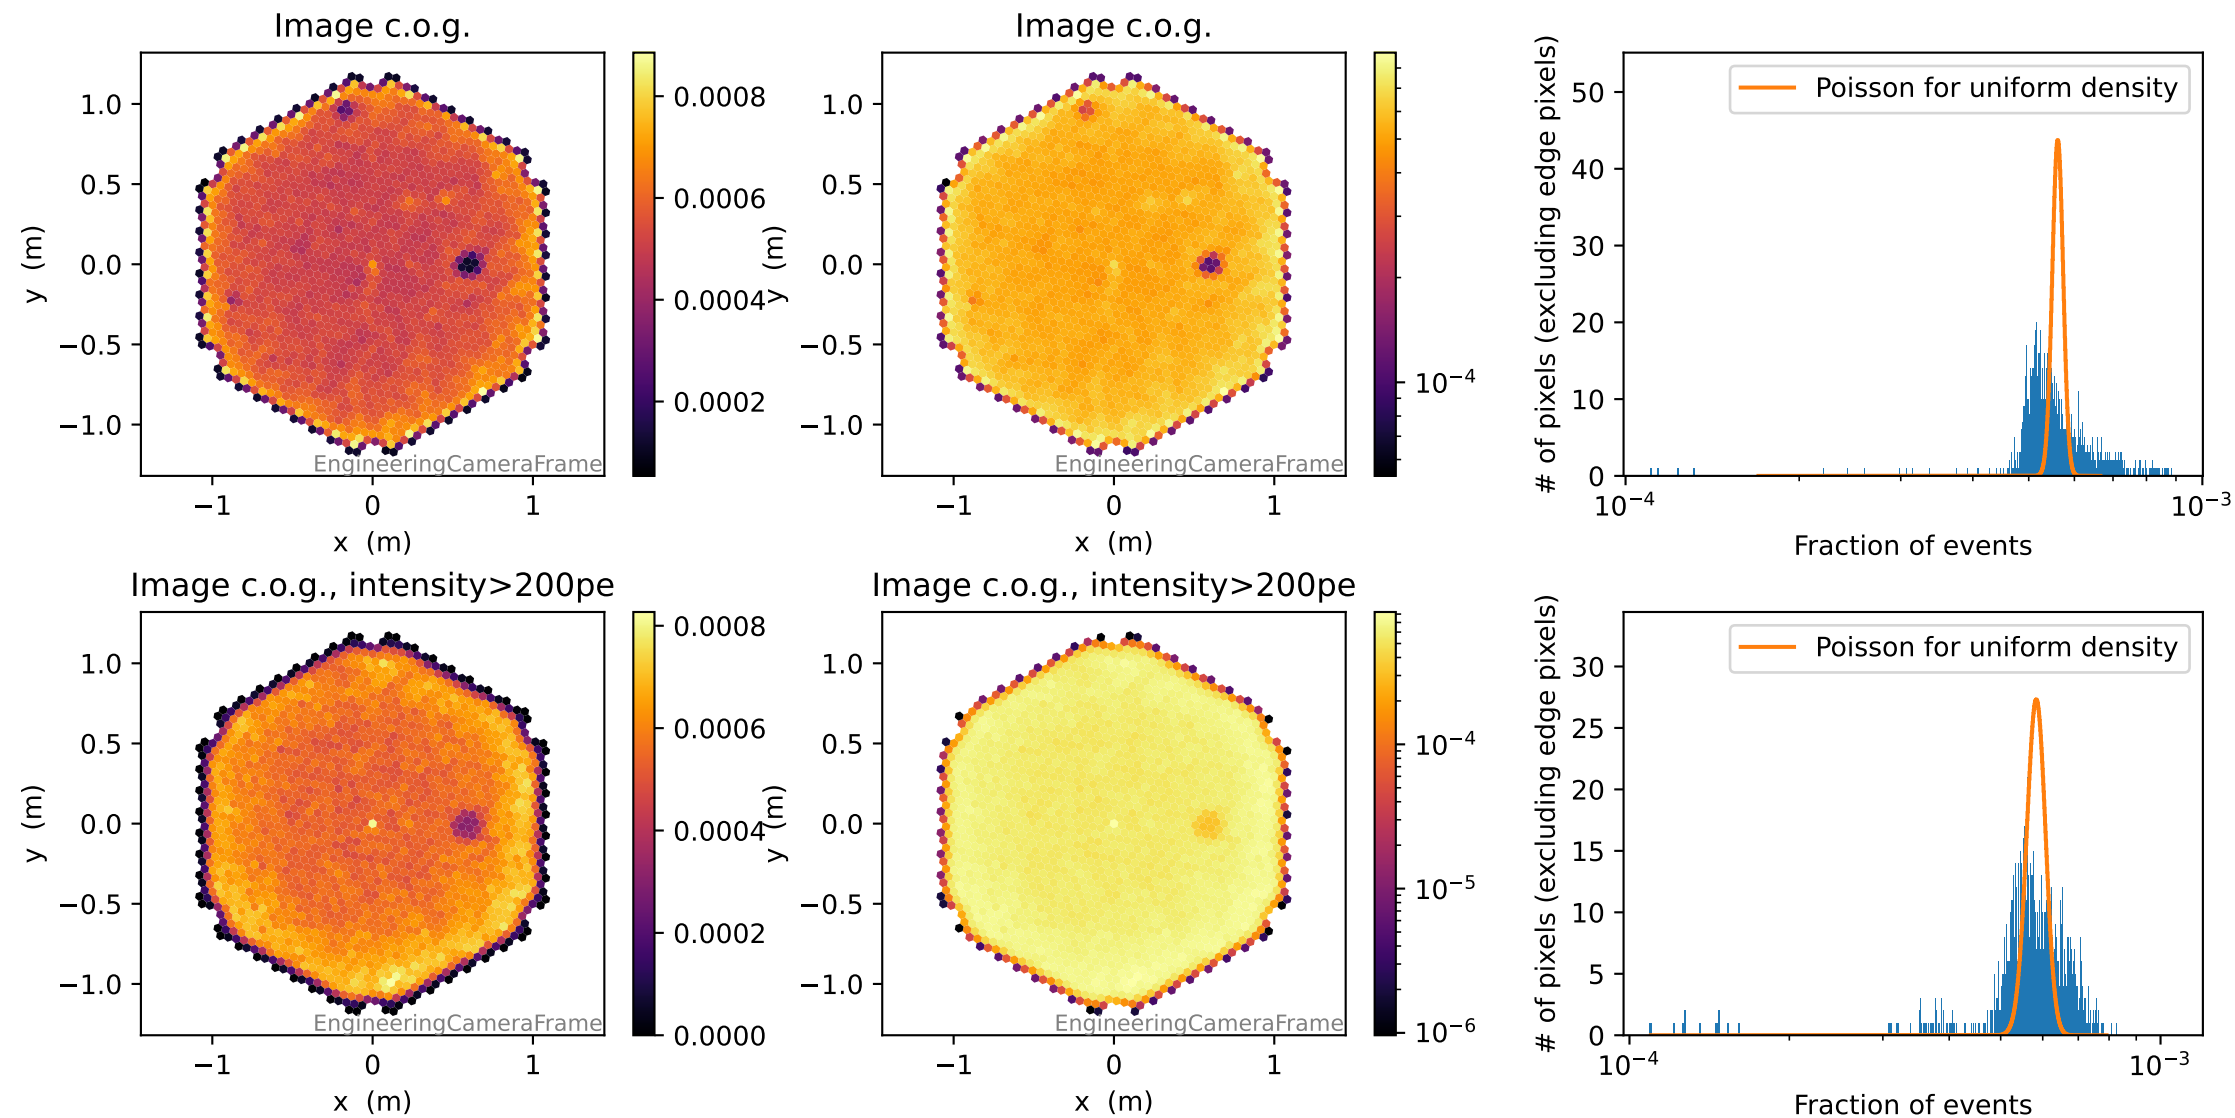 Image c.o.g.
1.0
0.5
0.0
−0.5
−1.0
y (m)
−1
0
1
x (m)
EngineeringCameraFrame
0.0008
0.0006
0.0004
0.0002
Image c.o.g.
1.0
0.5
0.0
−0.5
−1.0
y (m)
−1
0
1
x (m)
EngineeringCameraFrame
10⁻⁴
# of pixels (excluding edge pixels)
50
40
30
20
10
0
Poisson for uniform density
10⁻⁴
10⁻³
Fraction of events
Image c.o.g., intensity>200pe
1.0
0.5
0.0
−0.5
−1.0
y (m)
−1
0
1
x (m)
EngineeringCameraFrame
0.0008
0.0006
0.0004
0.0002
0.0000
Image c.o.g., intensity>200pe
1.0
0.5
0.0
−0.5
−1.0
y (m)
−1
0
1
x (m)
EngineeringCameraFrame
10⁻⁴
10⁻⁵
10⁻⁶
# of pixels (excluding edge pixels)
30
25
20
15
10
5
0
Poisson for uniform density
10⁻⁴
10⁻³
Fraction of events